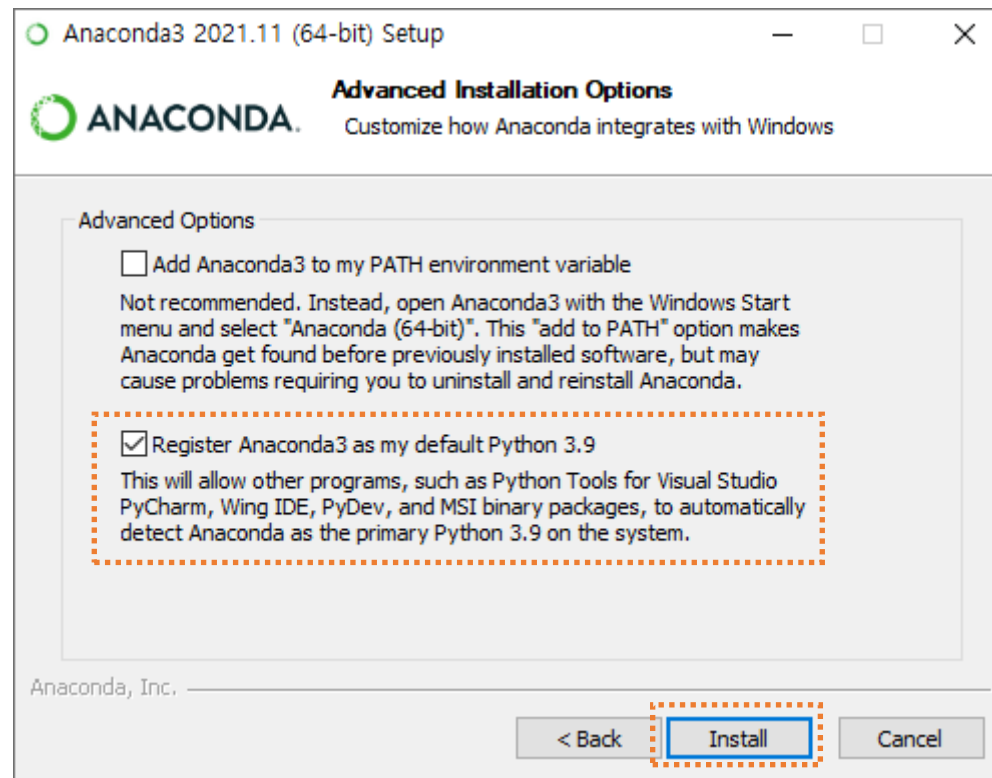 Anaconda3 2021.11 (64-bit) Setup
ANACONDA.
Advanced Installation Options
Customize how Anaconda integrates with Windows
Advanced Options
Add Anaconda3 to my PATH environment variable
Not recommended. Instead, open Anaconda3 with the Windows Start
menu and select "Anaconda (64-bit)". This "add to PATH" option makes
Anaconda get found before previously installed software, but may
cause problems requiring you to uninstall and reinstall Anaconda.
Register Anaconda3 as my default Python 3.9
This will allow other programs, such as Python Tools for Visual Studio
PyCharm, Wing IDE, PyDev, and MSI binary packages, to automatically
detect Anaconda as the primary Python 3.9 on the system.
Anaconda, Inc.
< Back
Install
Cancel